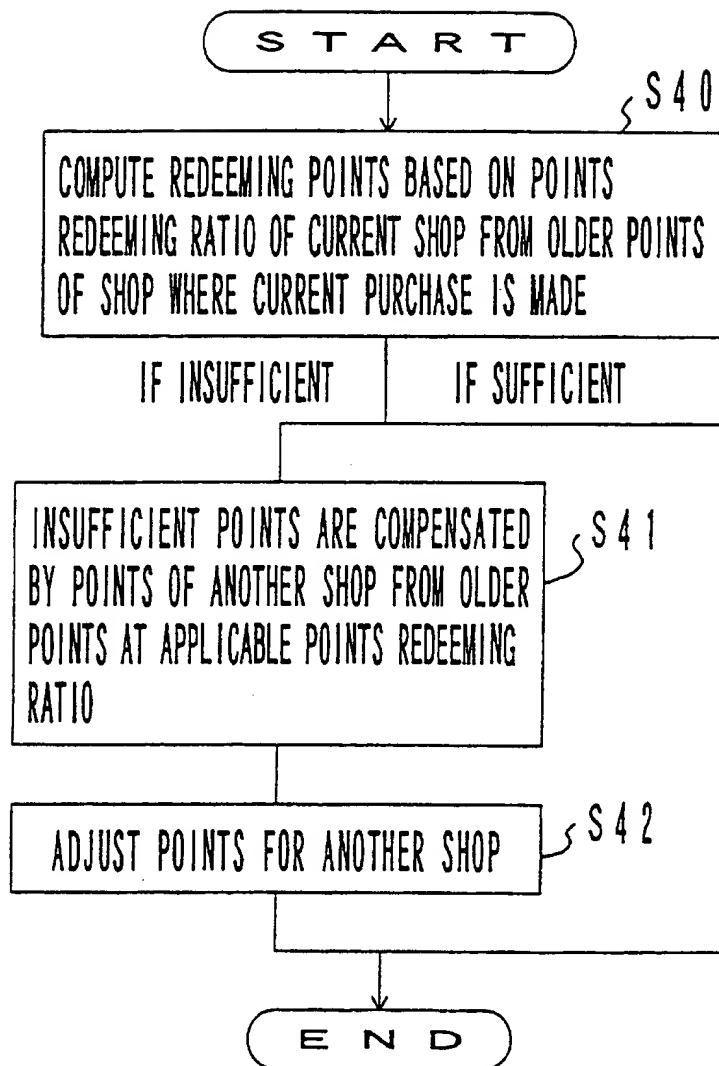 START
S40
COMPUTE REDEEMING POINTS BASED ON POINTS
REDEEMING RATIO OF CURRENT SHOP FROM OLDER POINTS
OF SHOP WHERE CURRENT PURCHASE IS MADE
IF INSUFFICIENT IF SUFFICIENT
INSUFFICIENT POINTS ARE COMPENSATED
BY POINTS OF ANOTHER SHOP FROM OLDER
POINTS AT APPLICABLE POINTS REDEEMING
RATIO
S41
ADJUST POINTS FOR ANOTHER SHOP
S42
END